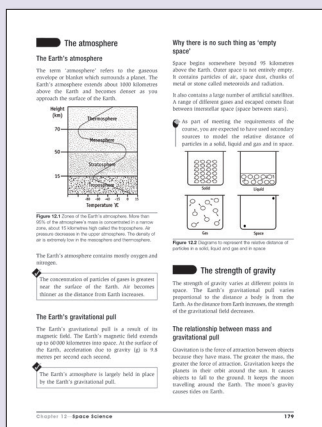 The atmosphere
The Earth's atmosphere
The term 'atmosphere' refers to the gaseous
envelope or blanket which surrounds a planet. The
Earth's atmosphere extends about 1000 kilometres
above the Earth and becomes denser as you
approach the surface of the Earth.
Height
(km)
Thermosphere
70
Mesosphere
50
Stratosphere
15
Troposphere
Temperature °C
Figure 12.1 Zones of the Earth's atmosphere. More than
95% of the atmosphere's mass is concentrated in a narrow
zone, about 15 kilometres high called the troposphere. Air
pressure decreases in the upper atmosphere. The density of
air is extremely low in the mesosphere and thermosphere.
The Earth's atmosphere contains mostly oxygen and
nitrogen.
The concentration of particles of gases is greatest
near the surface of the Earth. Air becomes
thinner as the distance from Earth increases.
The Earth's gravitational pull
The Earth's gravitational pull is a result of its
magnetic field. The Earth's magnetic field extends
up to 60 000 kilometres into space. At the surface of
the Earth, acceleration due to gravity (g) is 9.8
metres per second each second.
The Earth's atmosphere is largely held in place
by the Earth's gravitational pull.
Why there is no such thing as 'empty
space'
Space begins somewhere beyond 95 kilometres
above the Earth. Outer space is not entirely empty.
It contains particles of air, space dust, chunks of
metal or stone called meteoroids and radiation.
It also contains a large number of artificial satellites.
A range of different gases and escaped comets float
between interstellar space (space between stars).
As part of meeting the requirements of the
course, you are expected to have used secondary
sources to model the relative distance of
particles in a solid, liquid and gas and in space.
Solid
Liquid
Gas
Space
Figure 12.2 Diagrams to represent the relative distance of
particles in a solid, liquid and gas and in space
The strength of gravity
The strength of gravity varies at different points in
space. The Earth's gravitational pull varies
proportional to the distance a body is from the
Earth. As the distance from Earth increases, the strength
of the gravitational field decreases.
The relationship between mass and
gravitational pull
Gravitation is the force of attraction between objects
because they have mass. The greater the mass, the
greater the force of attraction. Gravitation keeps the
planets in their orbit around the sun. It causes
objects to fall to the ground. It keeps the moon
travelling around the Earth. The moon's gravity
causes tides on Earth.
Chapter 12 – Space Science
179